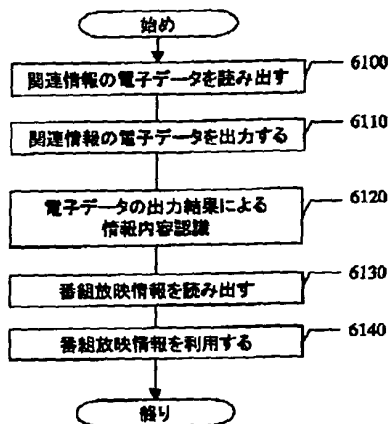 始め
関連情報の電子データを読み出す
6100
関連情報の電子データを出力する
6110
電子データの出力結果による
情報内容認識
6120
番組放映情報を読み出す
6130
番組放映情報を利用する
6140
終り